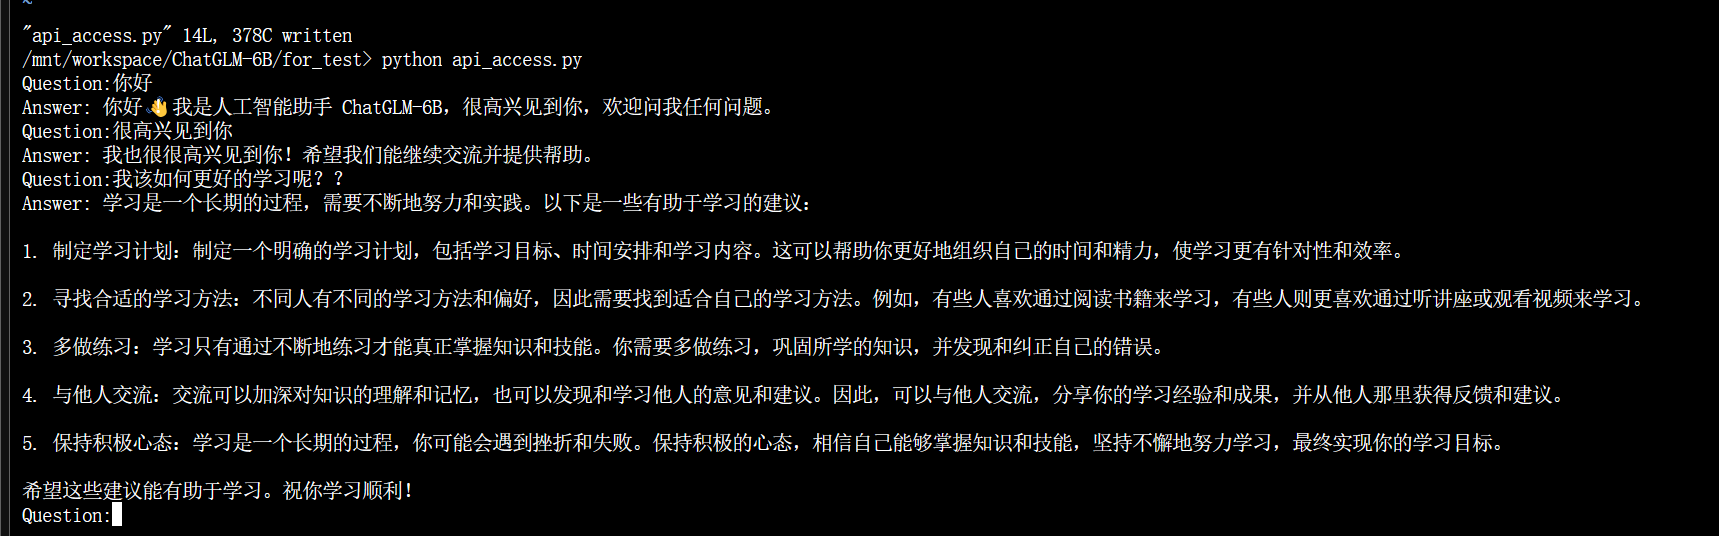 ~
"api_access.py" 14L, 378C written
/mnt/workspace/ChatGLM-6B/for_test> python api_access.py
Question:你好
Answer: 你好👋我是人工智能助手 ChatGLM-6B，很高兴见到你，欢迎问我任何问题。
Question:很高兴见到你
Answer: 我也很很高兴见到你！希望我们能继续交流并提供帮助。
Question:我该如何更好的学习呢？？
Answer: 学习是一个长期的过程，需要不断地努力和实践。以下是一些有助于学习的建议：
1. 制定学习计划：制定一个明确的学习计划，包括学习目标、时间安排和学习内容。这可以帮助你更好地组织自己的时间和精力，使学习更有针对性和效率。
2. 寻找合适的学习方法：不同人有不同的学习方法和偏好，因此需要找到适合自己的学习方法。例如，有些人喜欢通过阅读书籍来学习，有些人则更喜欢通过听讲座或观看视频来学习。
3. 多做练习：学习只有通过不断地练习才能真正掌握知识和技能。你需要多做练习，巩固所学的知识，并发现和纠正自己的错误。
4. 与他人交流：交流可以加深对知识的理解和记忆，也可以发现和学习他人的意见和建议。因此，可以与他人交流，分享你的学习经验和成果，并从他人那里获得反馈和建议。
5. 保持积极心态：学习是一个长期的过程，你可能会遇到挫折和失败。保持积极的心态，相信自己能够掌握知识和技能，坚持不懈地努力学习，最终实现你的学习目标。
希望这些建议能有助于学习。祝你学习顺利！
Question: